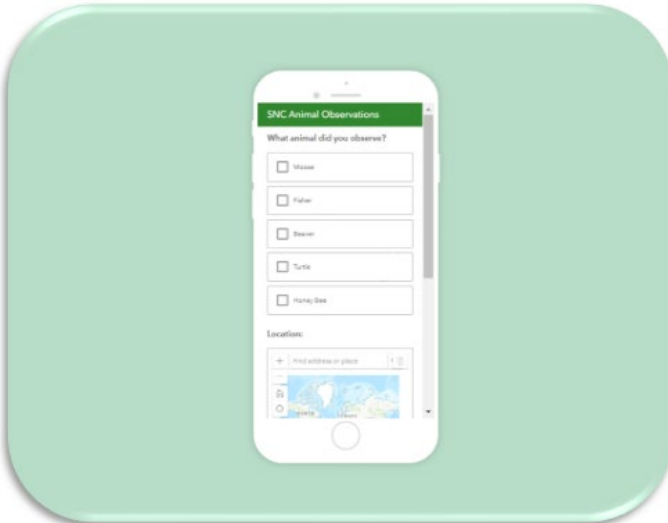 SNC Animal Observations
What animal did you observe?
Moose
Fisher
Beaver
Turtle
Honey Bee
Location:
Find address or place